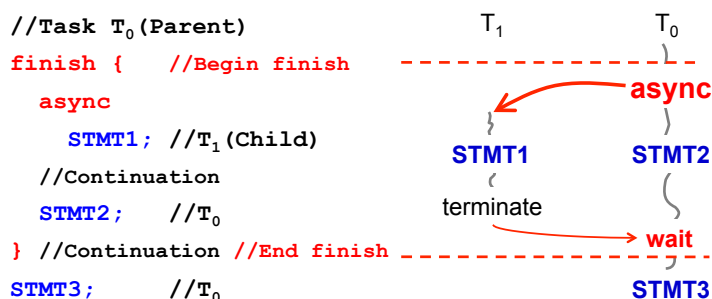 //Task T₀(Parent)
finish { //Begin finish
async
STMT1; //T₁(Child)
//Continuation
STMT2; //T₀
} //Continuation //End finish
STMT3; //T₀
T₁ T₀
async
STMT1 STMT2
terminate
wait
STMT3